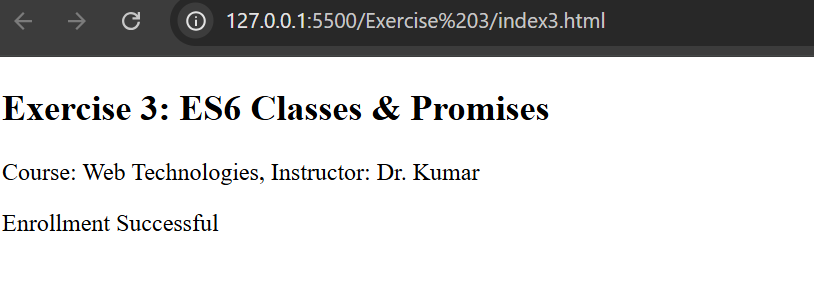 127.0.0.1:5500/Exercise%203/index3.html
Exercise 3: ES6 Classes & Promises
Course: Web Technologies, Instructor: Dr. Kumar
Enrollment Successful